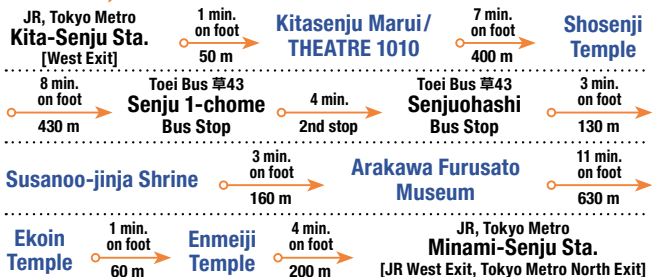 JR, Tokyo Metro
Kita-Senju Sta.
[West Exit]
1 min.
on foot
50 m
Kitasenju Marui/
THEATRE 1010
7 min.
on foot
400 m
Shosenji
Temple
8 min.
on foot
430 m
Toei Bus 草43
Senju 1-chome
Bus Stop
4 min.
2nd stop
Toei Bus 草43
Senjuohashi
Bus Stop
3 min.
on foot
130 m
Susanoo-jinja Shrine
3 min.
on foot
160 m
Arakawa Furusato
Museum
11 min.
on foot
630 m
Ekoin
Temple
1 min.
on foot
60 m
Enmeiji
Temple
4 min.
on foot
200 m
JR, Tokyo Metro
Minami-Senju Sta.
[JR West Exit, Tokyo Metro North Exit]